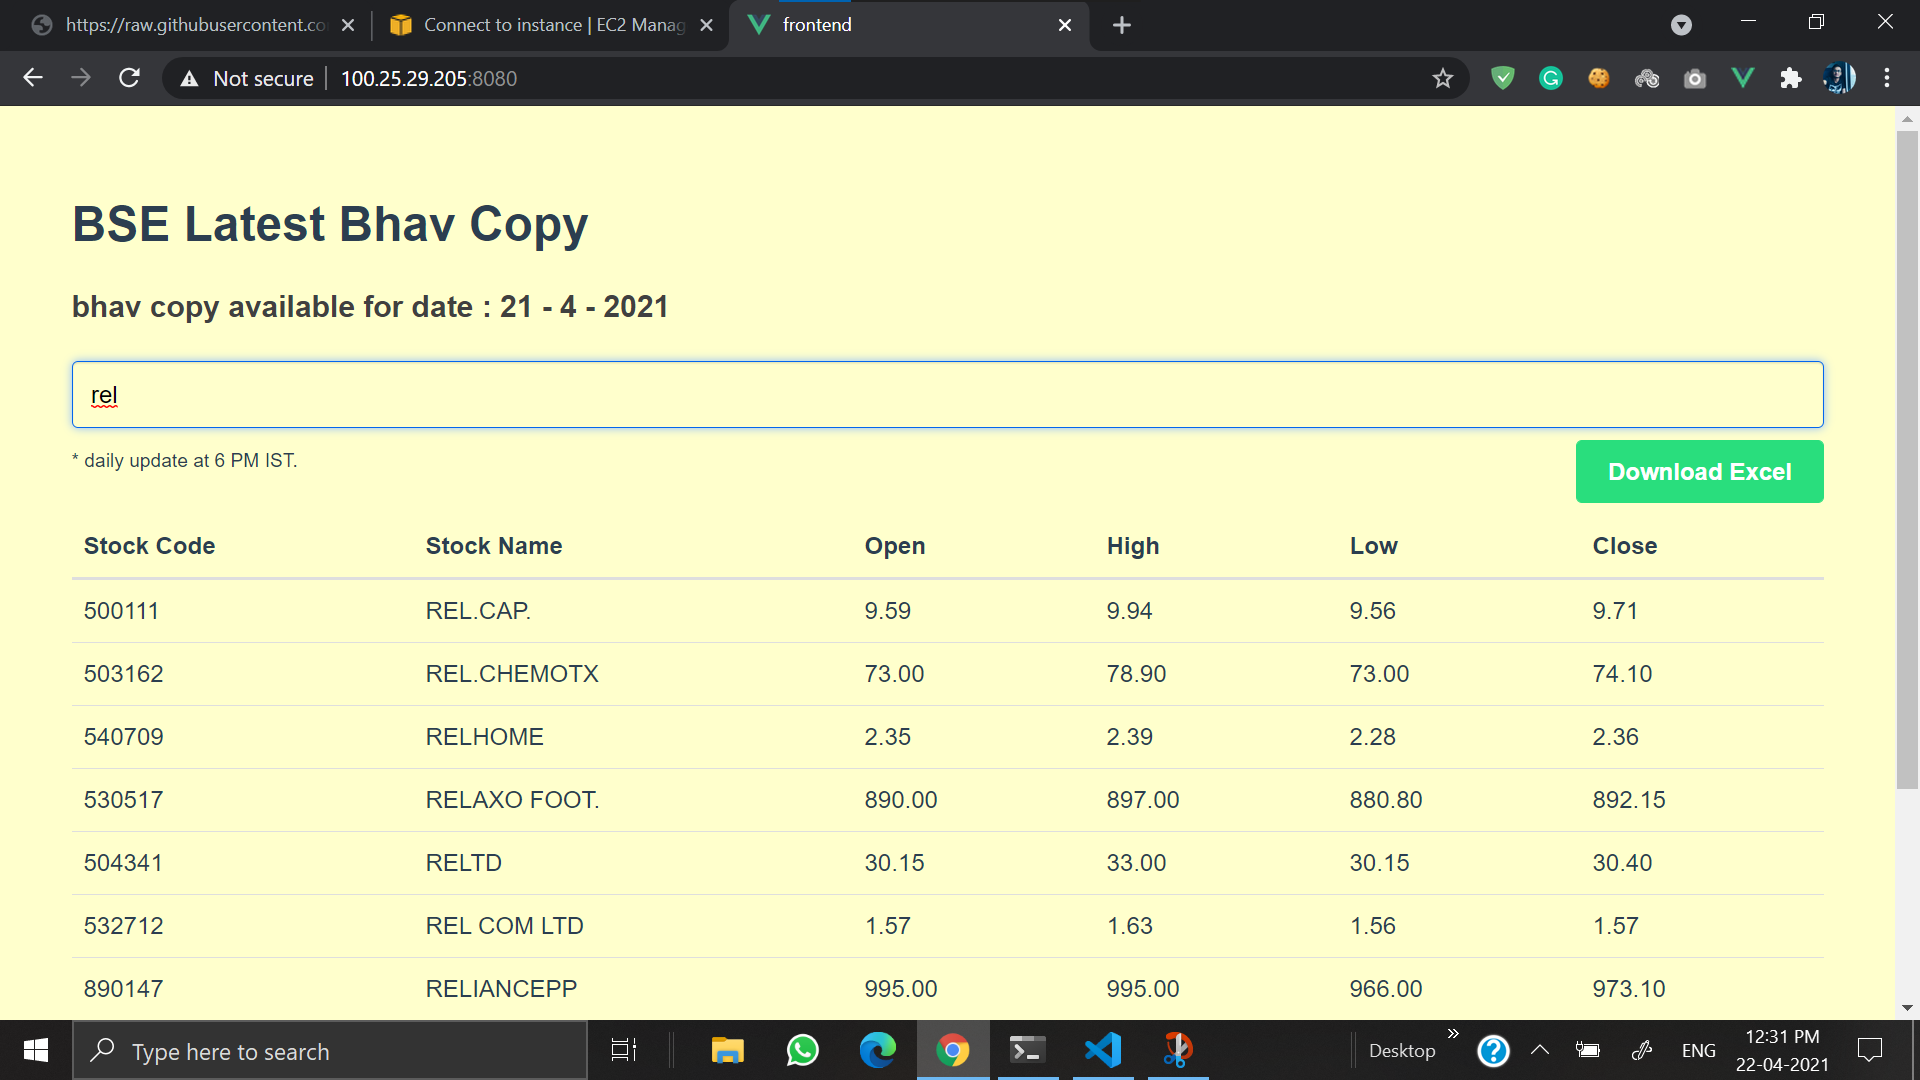 https://raw.githubusercontent.co
Connect to instance | EC2 Manag
frontend
Not secure
100.25.29.205:8080
BSE Latest Bhav Copy
bhav copy available for date : 21 - 4 - 2021
rel
* daily update at 6 PM IST.
Download Excel
Stock Code Stock Name Open High Low Close
500111 REL.CAP. 9.59 9.94 9.56 9.71
503162 REL.CHEMOTX 73.00 78.90 73.00 74.10
540709 RELHOME 2.35 2.39 2.28 2.36
530517 RELAXO FOOT. 890.00 897.00 880.80 892.15
504341 RELTD 30.15 33.00 30.15 30.40
532712 REL COM LTD 1.57 1.63 1.56 1.57
890147 RELIANCEPP 995.00 995.00 966.00 973.10
Type here to search
Desktop
ENG
12:31 PM
22-04-2021